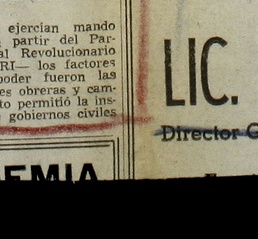 ejercian mando
partir del Par-
al Revolucionario
RI— los factores
poder fueron las
es obreras y cam-
to permitió la ins-
gobiernos civiles
EMIA
LIC.
Director